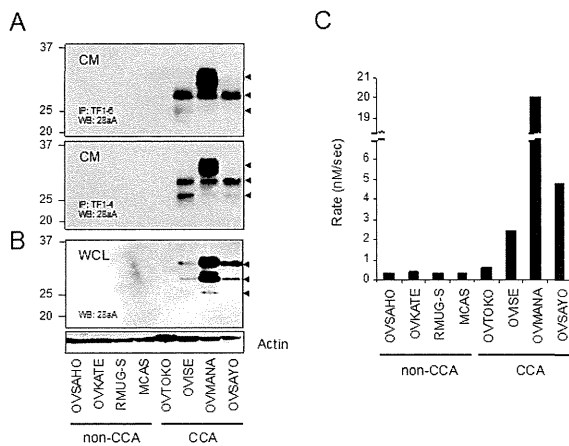 A
37
CM
25
IP: TF1-6
WB: 28aA
20
37
CM
25
IP: TF1-4
WB: 28aA
20
B
37
WCL
25
WB: 28aA
20
Actin
OVSAHO
OVKATE
RMUG-S
MCAS
OVTOKO
OVISE
OVMANA
OVSAYO
non-CCA
CCA
C
Rate (nM/sec)
21
20
19
6
5
4
3
2
1
0
OVSAHO
OVKATE
RMUG-S
MCAS
OVTOKO
OVISE
OVMANA
OVSAYO
non-CCA
CCA